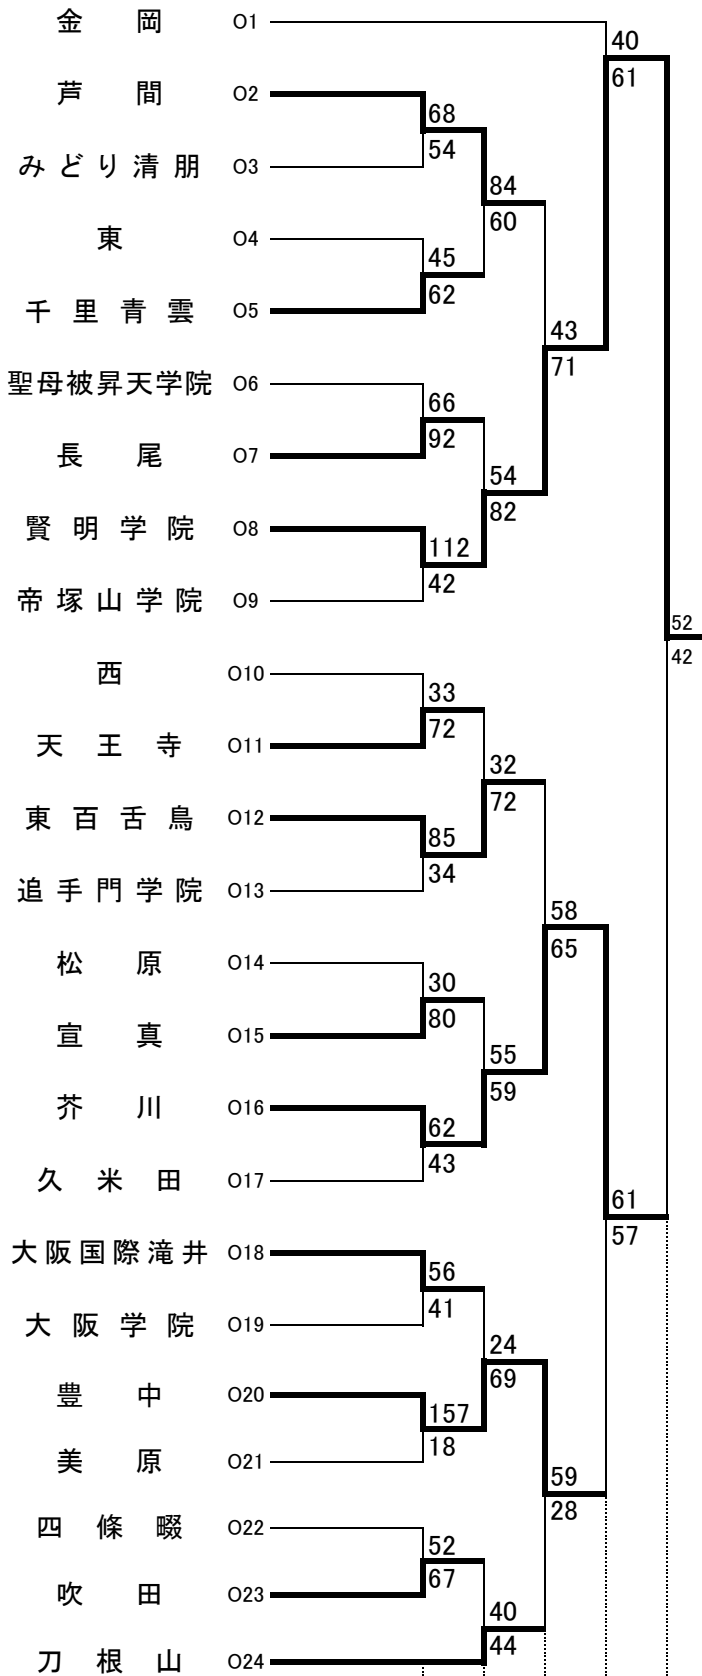 金岡 O1
40
61
芦間 O2
68
54
みどり清朋 O3
84
60
東 O4
45
62
千里青雲 O5
43
71
聖母被昇天学院 O6
66
92
長尾 O7
54
82
賢明学院 O8
112
42
帝塚山学院 O9
52
42
西 O10
33
72
天王寺 O11
32
72
東百舌鳥 O12
85
34
追手門学院 O13
58
65
松原 O14
30
80
宣真 O15
55
59
芥川 O16
62
43
久米田 O17
61
57
大阪国際滝井 O18
56
41
大阪学院 O19
24
69
豊中 O20
157
18
美原 O21
59
28
四條畷 O22
52
67
吹田 O23
40
44
刀根山 O24